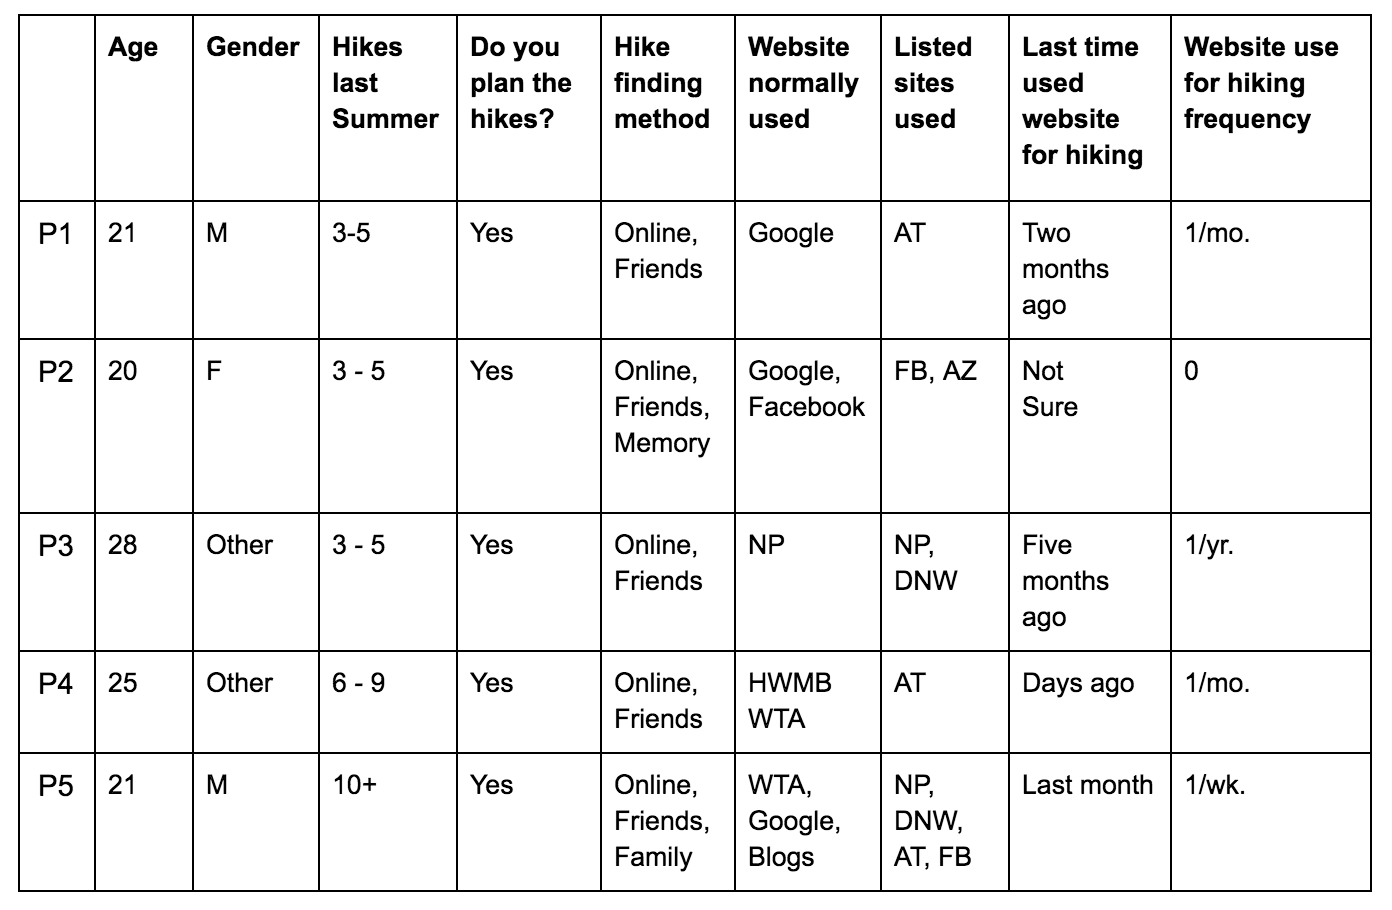 Age Gender Hikes last Summer Do you plan the hikes? Hike finding method Website normally used Listed sites used Last time used website for hiking Website use for hiking frequency
P1 21 M 3-5 Yes Online, Friends Google AT Two months ago 1/mo.
P2 20 F 3 - 5 Yes Online, Friends, Memory Google, Facebook FB, AZ Not Sure 0
P3 28 Other 3 - 5 Yes Online, Friends NP NP, DNW Five months ago 1/yr.
P4 25 Other 6 - 9 Yes Online, Friends HWMB WTA AT Days ago 1/mo.
P5 21 M 10+ Yes Online, Friends, Family WTA, Google, Blogs NP, DNW, AT, FB Last month 1/wk.